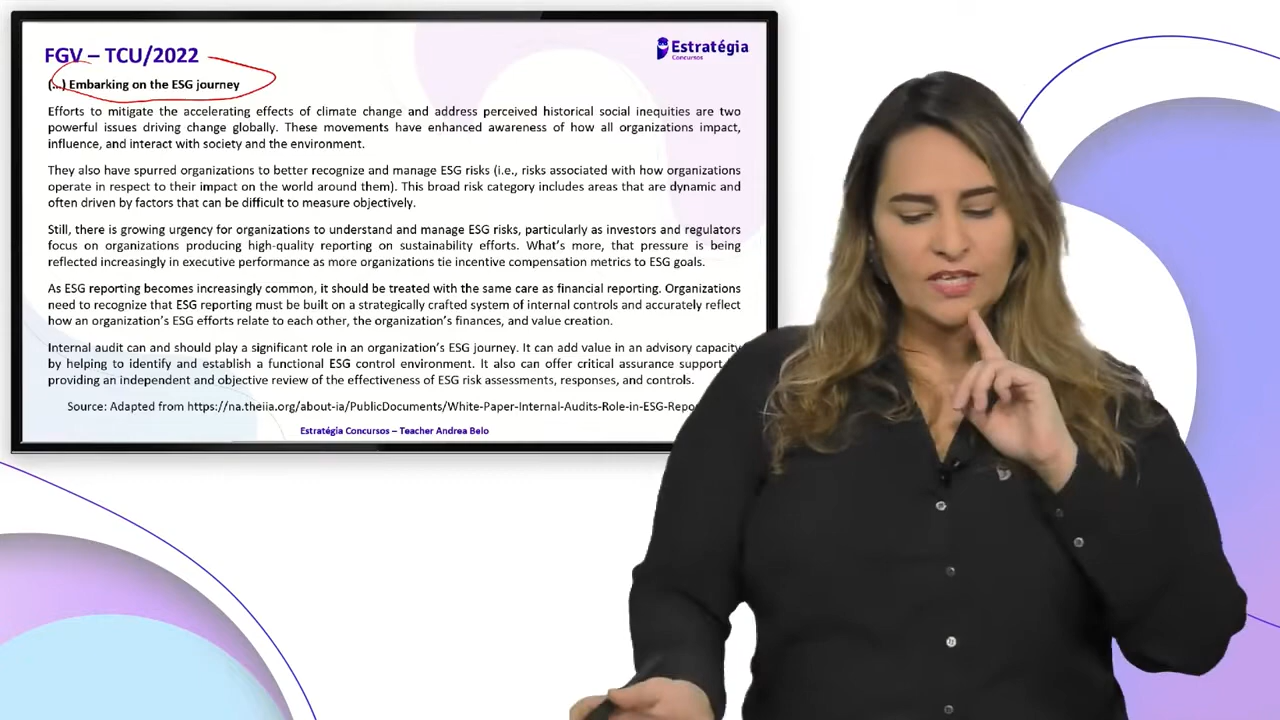 FGV – TCU/2022
Estratégia
Concursos
(...) Embarking on the ESG journey
Efforts to mitigate the accelerating effects of climate change and address perceived historical social inequities are two
powerful issues driving change globally. These movements have enhanced awareness of how all organizations impact,
influence, and interact with society and the environment.
They also have spurred organizations to better recognize and manage ESG risks (i.e., risks associated with how organizations
operate in respect to their impact on the world around them). This broad risk category includes areas that are dynamic and
often driven by factors that can be difficult to measure objectively.
Still, there is growing urgency for organizations to understand and manage ESG risks, particularly as investors and regulators
focus on organizations producing high-quality reporting on sustainability efforts. What's more, that pressure is being
reflected increasingly in executive performance as more organizations tie incentive compensation metrics to ESG goals.
As ESG reporting becomes increasingly common, it should be treated with the same care as financial reporting. Organizations
need to recognize that ESG reporting must be built on a strategically crafted system of internal controls and accurately reflect
how an organization's ESG efforts relate to each other, the organization's finances, and value creation.
Internal audit can and should play a significant role in an organization's ESG journey. It can add value in an advisory capacity
by helping to identify and establish a functional ESG control environment. It also can offer critical assurance support
providing an independent and objective review of the effectiveness of ESG risk assessments, responses, and controls.
Source: Adapted from https://na.theiia.org/about-ia/PublicDocuments/White-Paper-Internal-Audits-Role-in-ESG-Repo
Estratégia Concursos – Teacher Andrea Belo